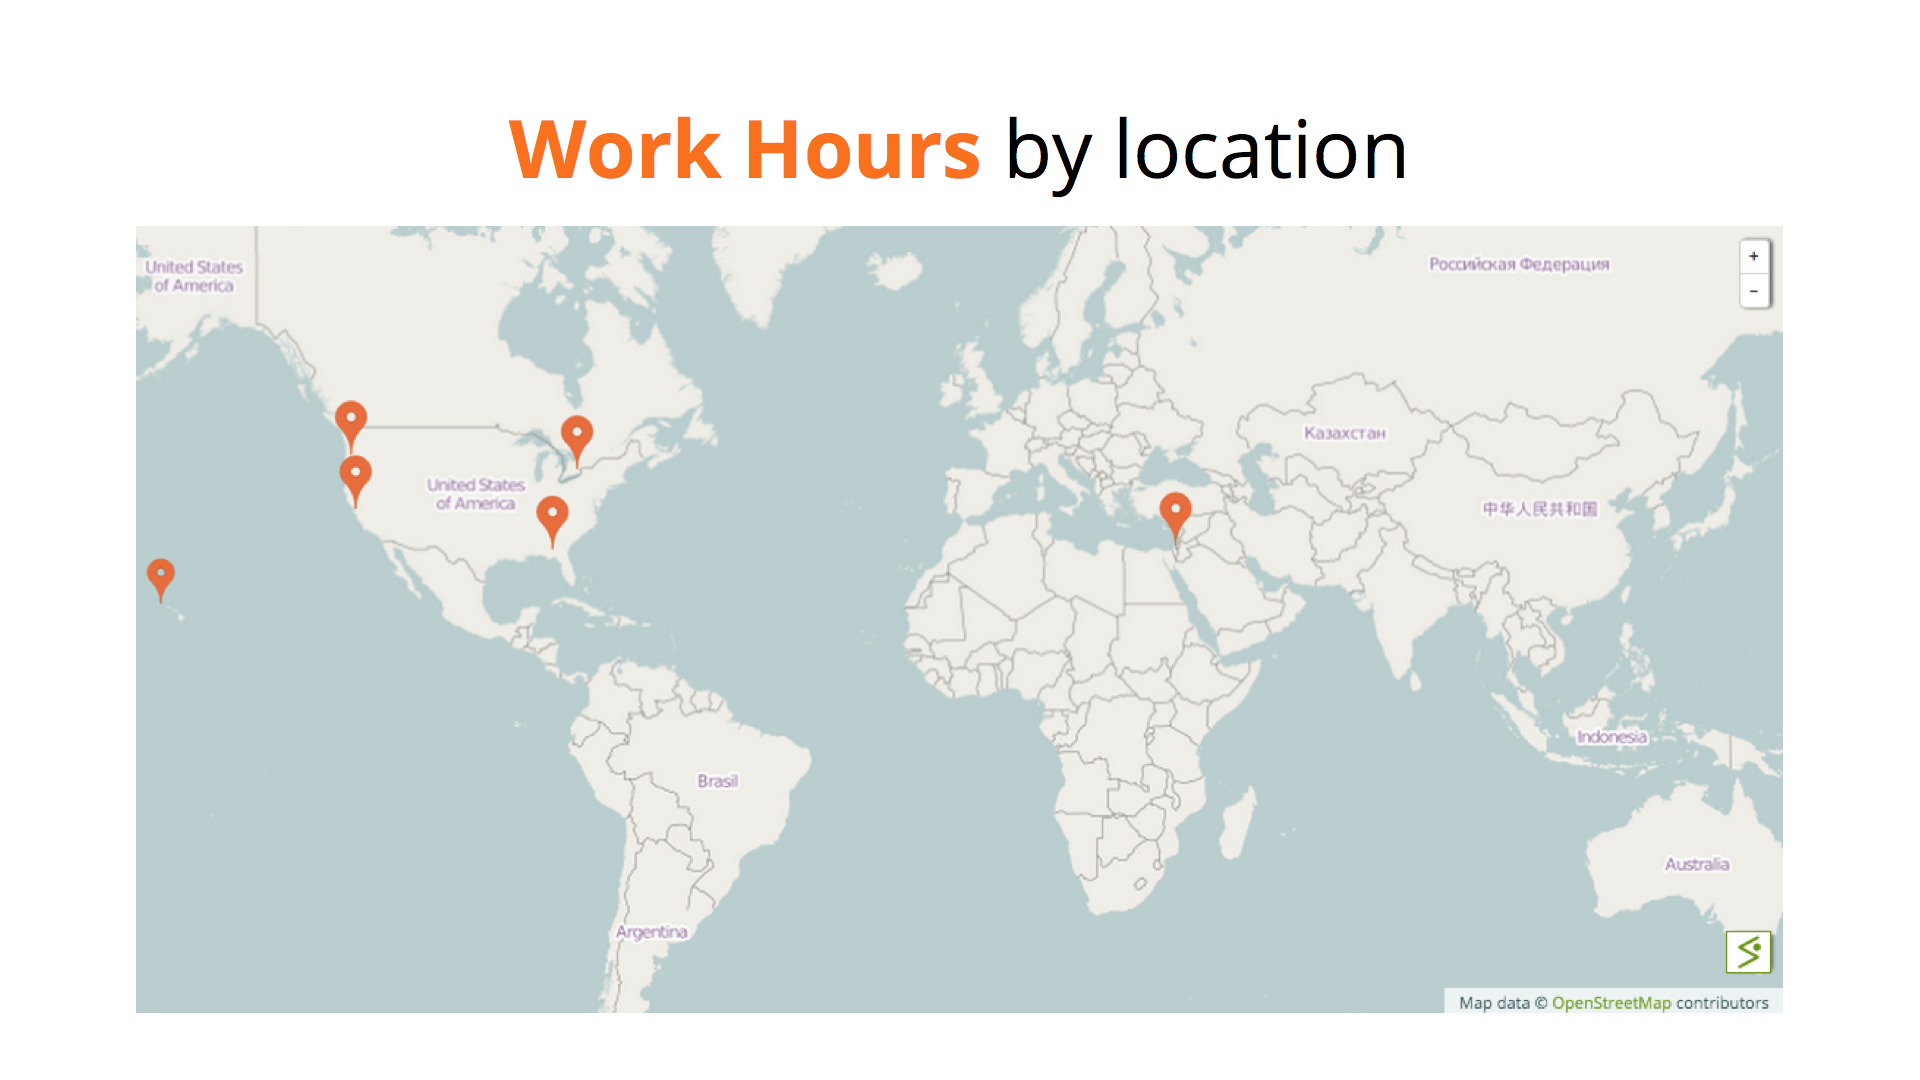 Work Hours by location
United States
of America
Российская Федерация
+
-
Казахстан
United States
of America
中华人民共和国
Indonesia
Brasil
Australia
Argentina
Map data © OpenStreetMap contributors